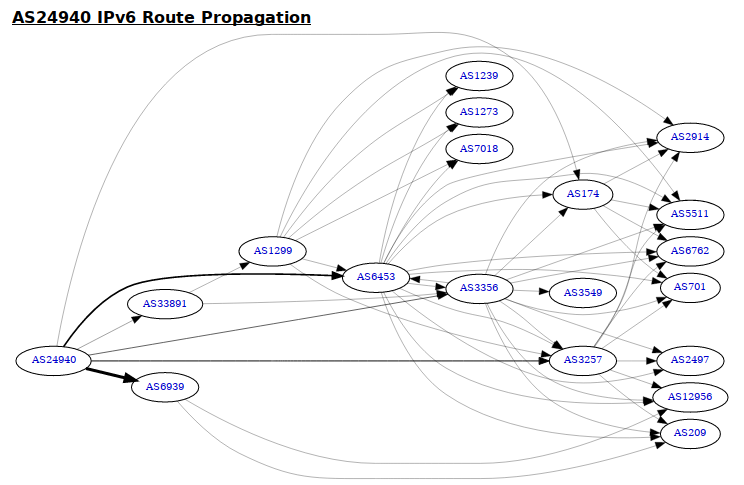 AS24940 IPv6 Route Propagation
AS1239
AS1273
AS2914
AS7018
AS174
AS5511
AS1299
AS6762
AS6453
AS3356
AS701
AS3549
AS33891
AS24940
AS3257
AS2497
AS6939
AS12956
AS209